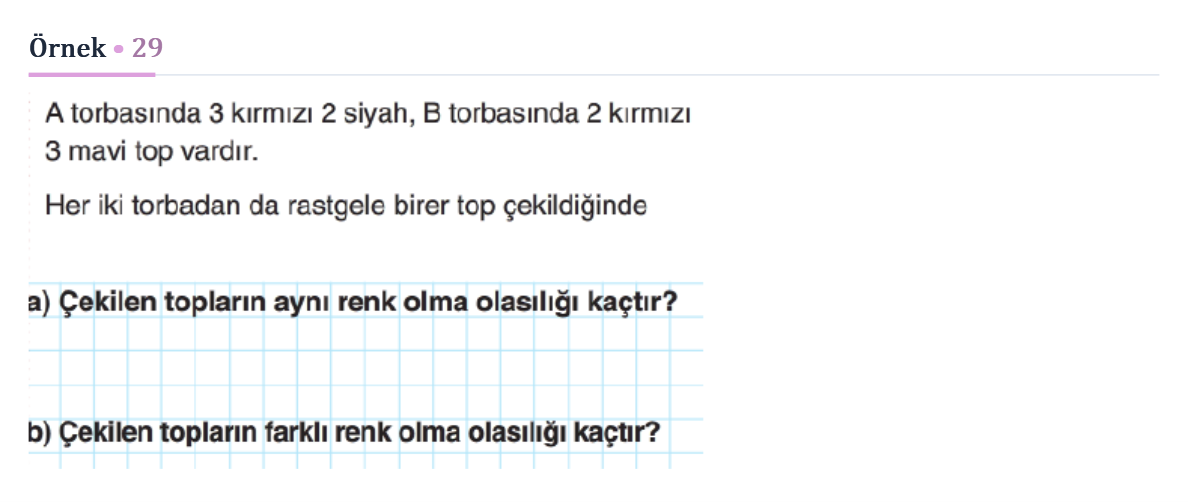 Örnek • 29
A torbasında 3 kırmızı 2 siyah, B torbasında 2 kırmızı
3 mavi top vardır.
Her iki torbadan da rastgele birer top çekildiğinde
a) Çekilen topların aynı renk olma olasılığı kaçtır?
b) Çekilen topların farklı renk olma olasılığı kaçtır?